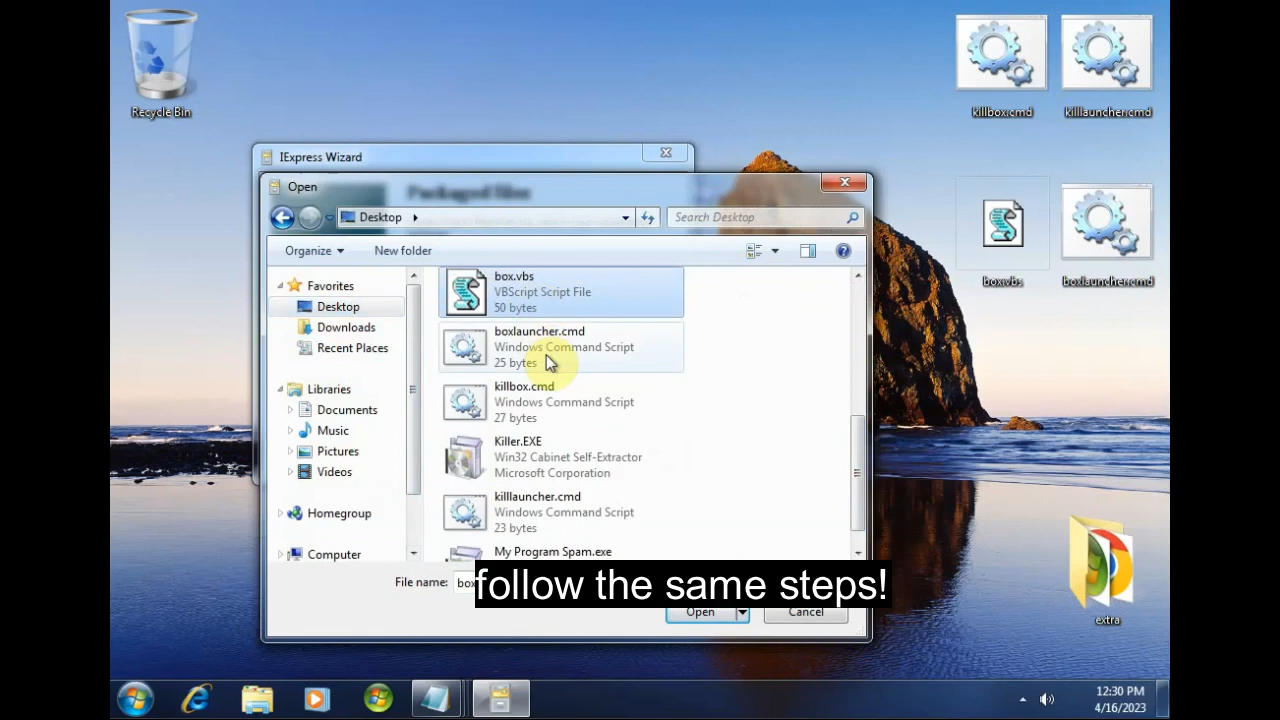 Recycle Bin
killbox.cmd
killlauncher.cmd
IExpress Wizard
Open
Packaged files
Desktop
Search Desktop
Organize
New folder
Favorites
Desktop
Downloads
Recent Places
Libraries
Documents
Music
Pictures
Videos
Homegroup
Computer
box.vbs
VBScript Script File
50 bytes
boxlauncher.cmd
Windows Command Script
25 bytes
killbox.cmd
Windows Command Script
27 bytes
Killer.EXE
Win32 Cabinet Self-Extractor
Microsoft Corporation
killlauncher.cmd
Windows Command Script
23 bytes
My Program Spam.exe
box.vbs
boxlauncher.cmd
File name: box
follow the same steps!
Open
Cancel
extra
12:30 PM
4/16/2023